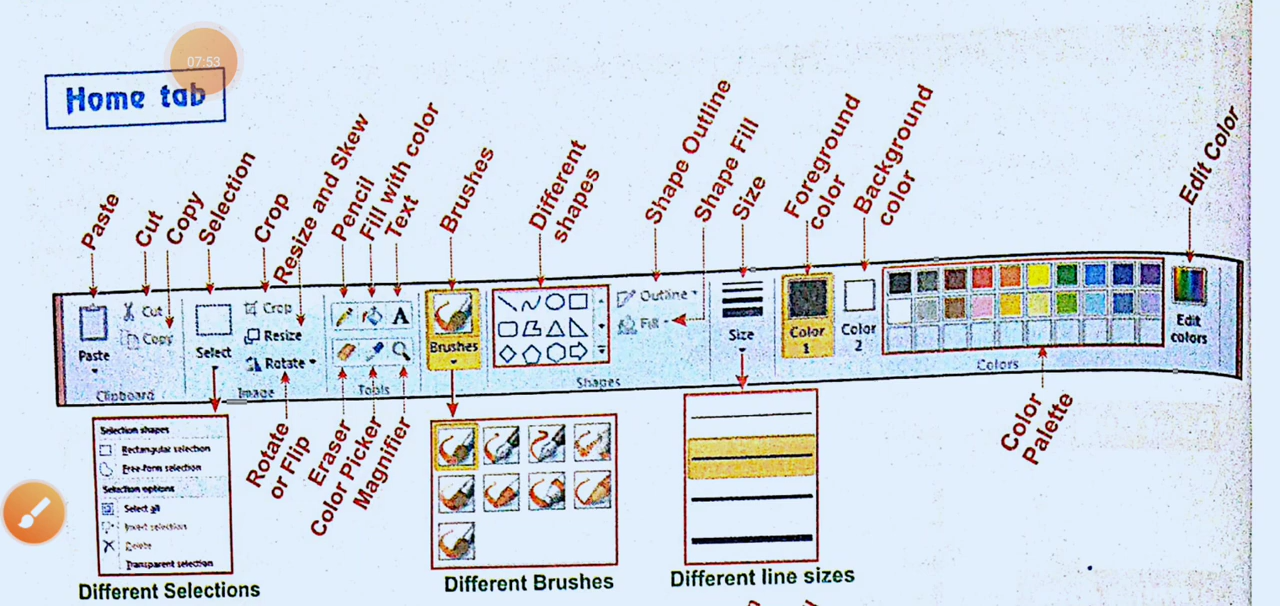 07:53
Home tab
Paste
Cut
Copy
Selection
Crop
Resize and Skew
Pencil
Fill with color
Text
Brushes
Different
shapes
Shape Outline
Shape Fill
Size
Foreground
color
Background
color
Edit Color
Paste
Cut
Copy
Clipboard
Select
Crop
Resize
Rotate
Image
A
Tools
Brushes
Outline
Fill
Shapes
Size
Color
1
Color
2
Colors
Edit
colors
Selection shapes
Rectangular selection
Free-form selection
Selection options
Select all
Invert selection
Delete
Transparent selection
Different Selections
Rotate
or Flip
Eraser
Color Picker
Magnifier
Different Brushes
Different line sizes
Color
Palette